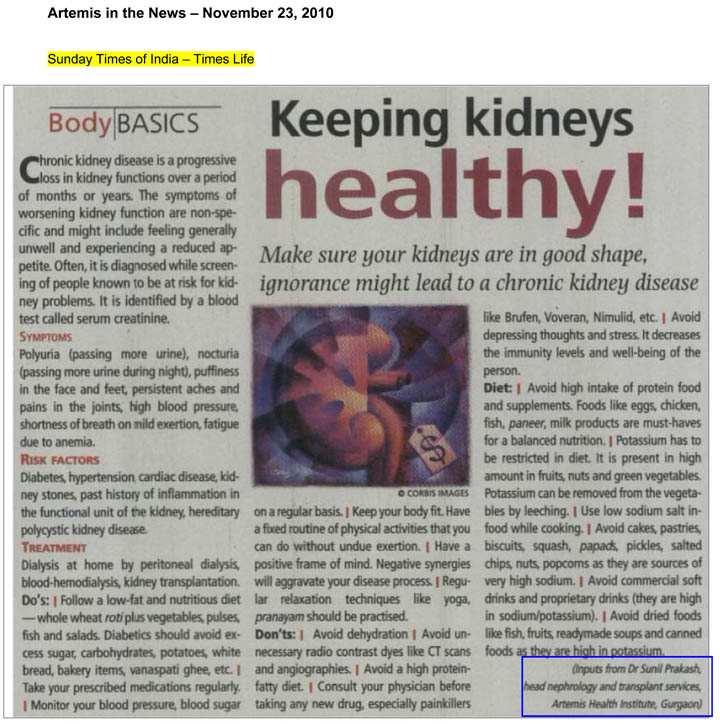 Artemis in the News – November 23, 2010
Sunday Times of India – Times Life
Body|BASICS
Keeping kidneys
healthy!
Make sure your kidneys are in good shape,
ignorance might lead to a chronic kidney disease
Chronic kidney disease is a progressive
loss in kidney functions over a period
of months or years. The symptoms of
worsening kidney function are non-spe-
cific and might include feeling generally
unwell and experiencing a reduced ap-
petite. Often, it is diagnosed while screen-
ing of people known to be at risk for kid-
ney problems. It is identified by a blood
test called serum creatinine.
SYMPTOMS
Polyuria (passing more urine), nocturia
(passing more urine during night), puffiness
in the face and feet, persistent aches and
pains in the joints, high blood pressure,
shortness of breath on mild exertion, fatigue
due to anemia.
RISK FACTORS
Diabetes, hypertension, cardiac disease, kid-
ney stones, past history of inflammation in
the functional unit of the kidney, hereditary
polycystic kidney disease.
TREATMENT
Dialysis at home by peritoneal dialysis,
blood-hemodialysis, kidney transplantation.
Do's: | Follow a low-fat and nutritious diet
— whole wheat roti plus vegetables, pulses,
fish and salads. Diabetics should avoid ex-
cess sugar, carbohydrates, potatoes, white
bread, bakery items, vanaspati ghee, etc. |
Take your prescribed medications regularly.
| Monitor your blood pressure, blood sugar
$
© CORBIS IMAGES
on a regular basis. | Keep your body fit. Have
a fixed routine of physical activities that you
can do without undue exertion. | Have a
positive frame of mind. Negative synergies
will aggravate your disease process. | Regu-
lar relaxation techniques like yoga,
pranayam should be practised.
Don'ts: | Avoid dehydration | Avoid un-
necessary radio contrast dyes like CT scans
and angiographies. | Avoid a high protein-
fatty diet. | Consult your physician before
taking any new drug, especially painkillers
like Brufen, Voveran, Nimulid, etc. | Avoid
depressing thoughts and stress. It decreases
the immunity levels and well-being of the
person.
Diet: | Avoid high intake of protein food
and supplements. Foods like eggs, chicken,
fish, paneer, milk products are must-haves
for a balanced nutrition. | Potassium has to
be restricted in diet. It is present in high
amount in fruits, nuts and green vegetables.
Potassium can be removed from the vegeta-
bles by leeching. | Use low sodium salt in-
food while cooking. | Avoid cakes, pastries,
biscuits, squash, papads, pickles, salted
chips, nuts, popcorns as they are sources of
very high sodium. | Avoid commercial soft
drinks and proprietary drinks (they are high
in sodium/potassium). | Avoid dried foods
like fish, fruits, readymade soups and canned
foods as they are high in potassium.
(Inputs from Dr Sunil Prakash,
head nephrology and transplant services,
Artemis Health Institute, Gurgaon)